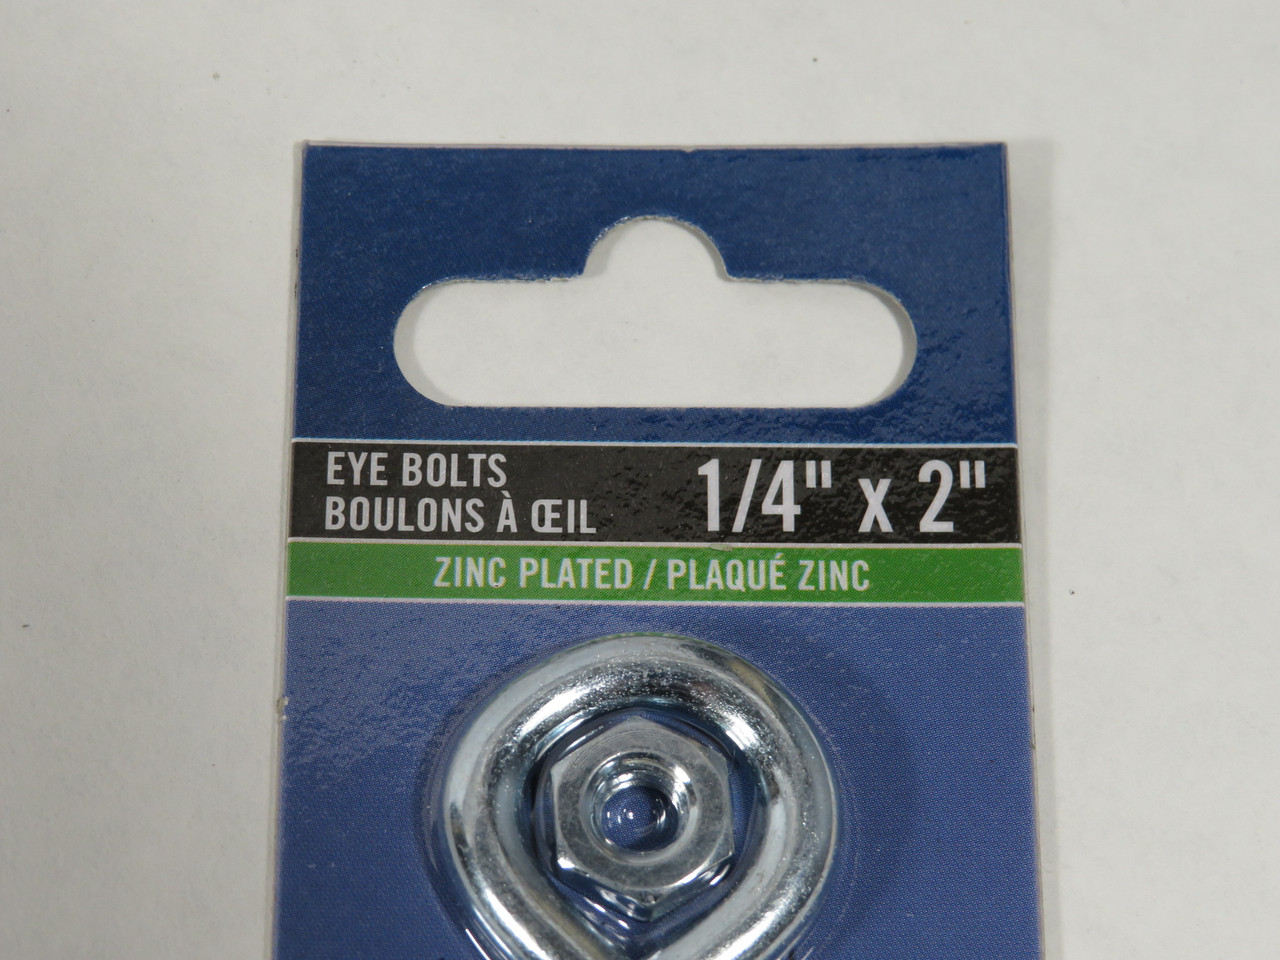 EYE BOLTS
BOULONS À ŒIL
1/4" x 2"
ZINC PLATED / PLAQUÉ ZINC